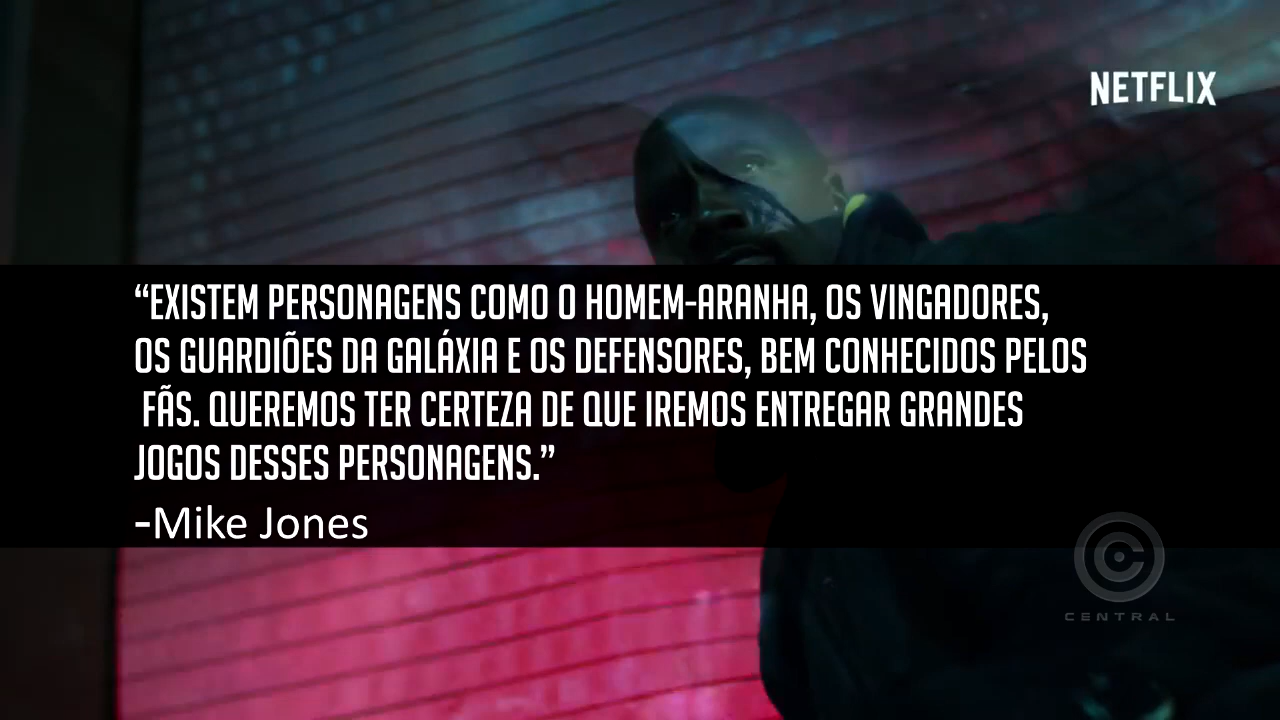 NETFLIX
“EXISTEM PERSONAGENS COMO O HOMEM-ARANHA, OS VINGADORES,
OS GUARDIÕES DA GALÁXIA E OS DEFENSORES, BEM CONHECIDOS PELOS
FÃS. QUEREMOS TER CERTEZA DE QUE IREMOS ENTREGAR GRANDES
JOGOS DESSES PERSONAGENS.”
-Mike Jones
CENTRAL